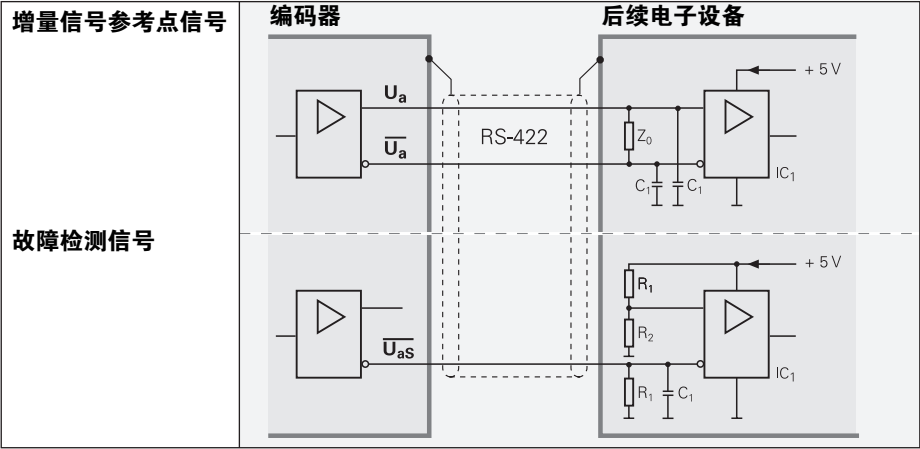 增量信号参考点信号
编码器
后续电子设备
+ 5 V
Ua
RS-422
Z0
U̅a̅
C1
C1
IC1
故障检测信号
+ 5 V
R1
R2
U̅a̅S̅
R1
C1
IC1